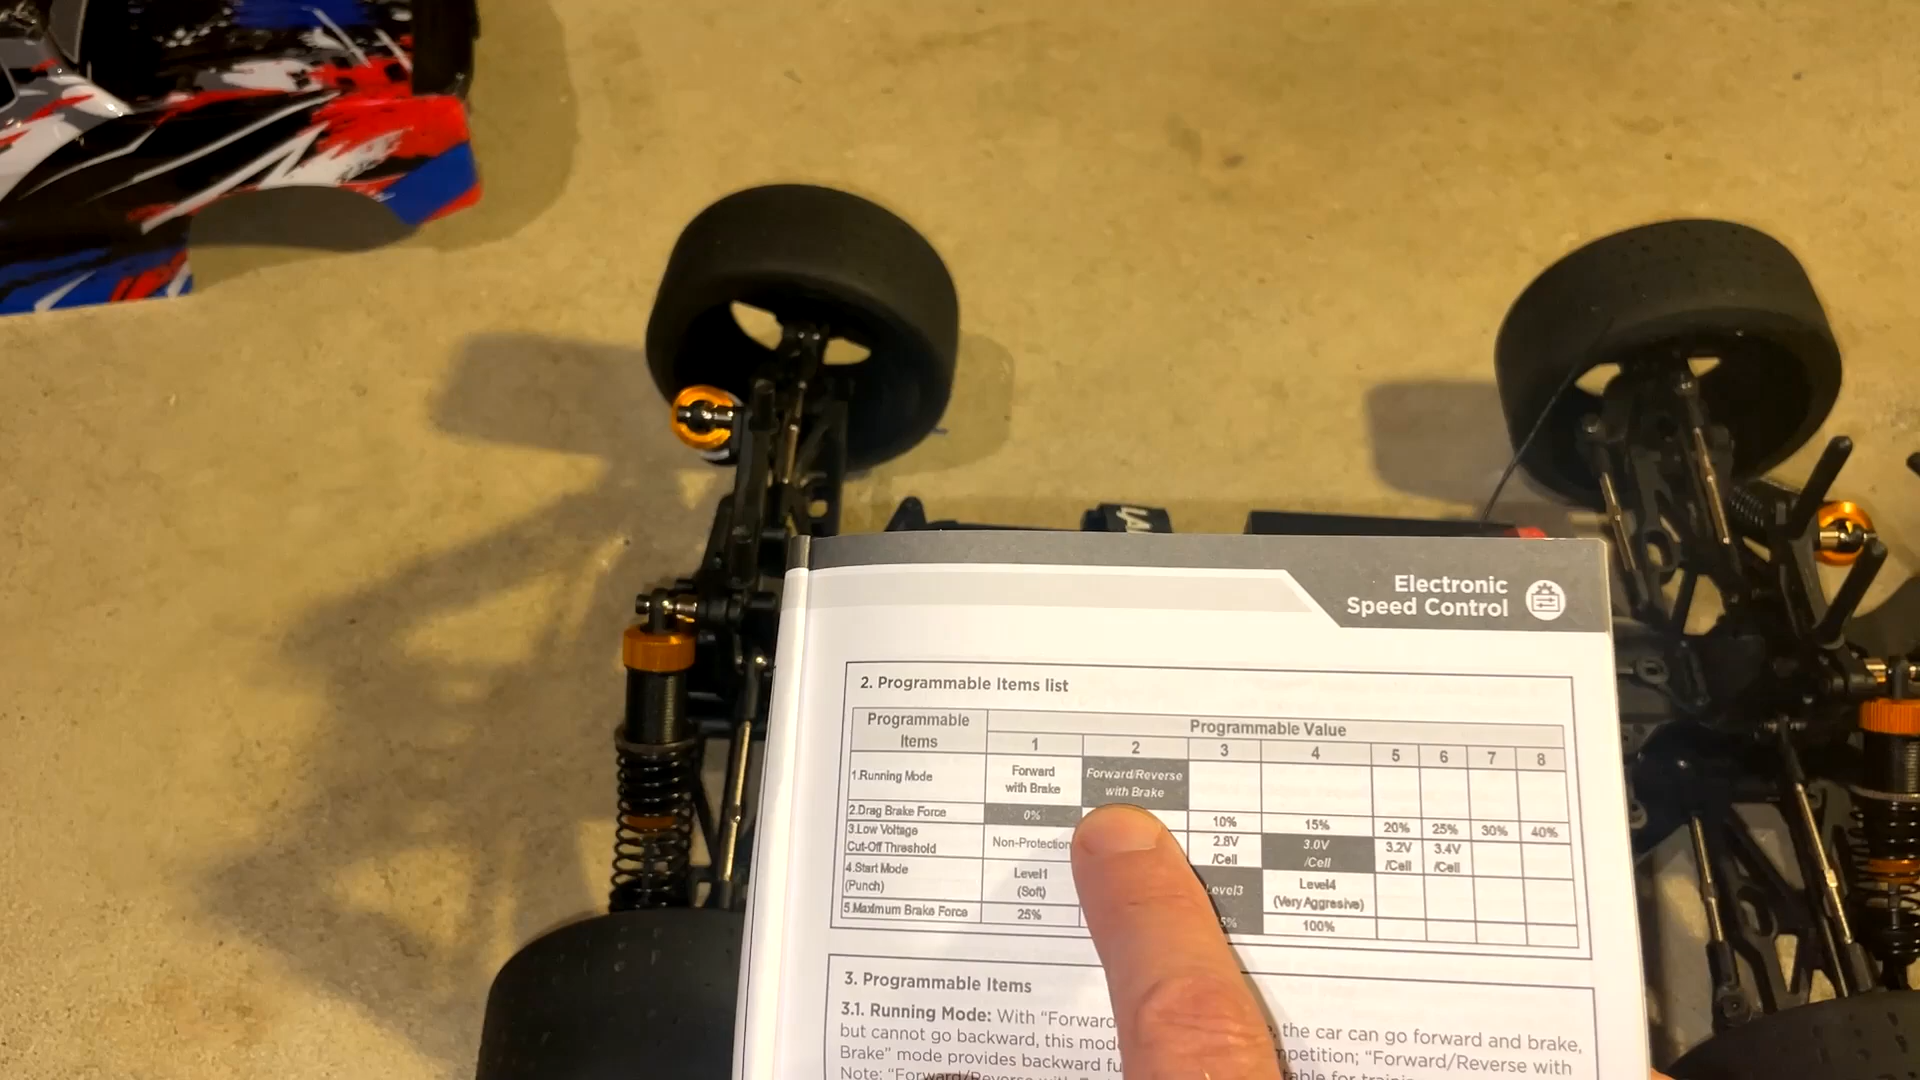 Electronic
Speed Control
2. Programmable Items list
Programmable Items Programmable Value
1 2 3 4 5 6 7 8
1.Running Mode Forward with Brake Forward/Reverse with Brake
2.Drag Brake Force 0% 10% 15% 20% 25% 30% 40%
3.Low Voltage Cut-Off Threshold Non-Protection 2.8V /Cell 3.0V /Cell 3.2V /Cell 3.4V /Cell
4.Start Mode (Punch) Level1 (Soft) Level3 Level4 (Very Aggresive)
5.Maximum Brake Force 25% 5% 100%
3. Programmable Items
3.1. Running Mode: With "Forward , the car can go forward and brake,
but cannot go backward, this mod mpetition; "Forward/Reverse with
Brake" mode provides backward fu
Note: